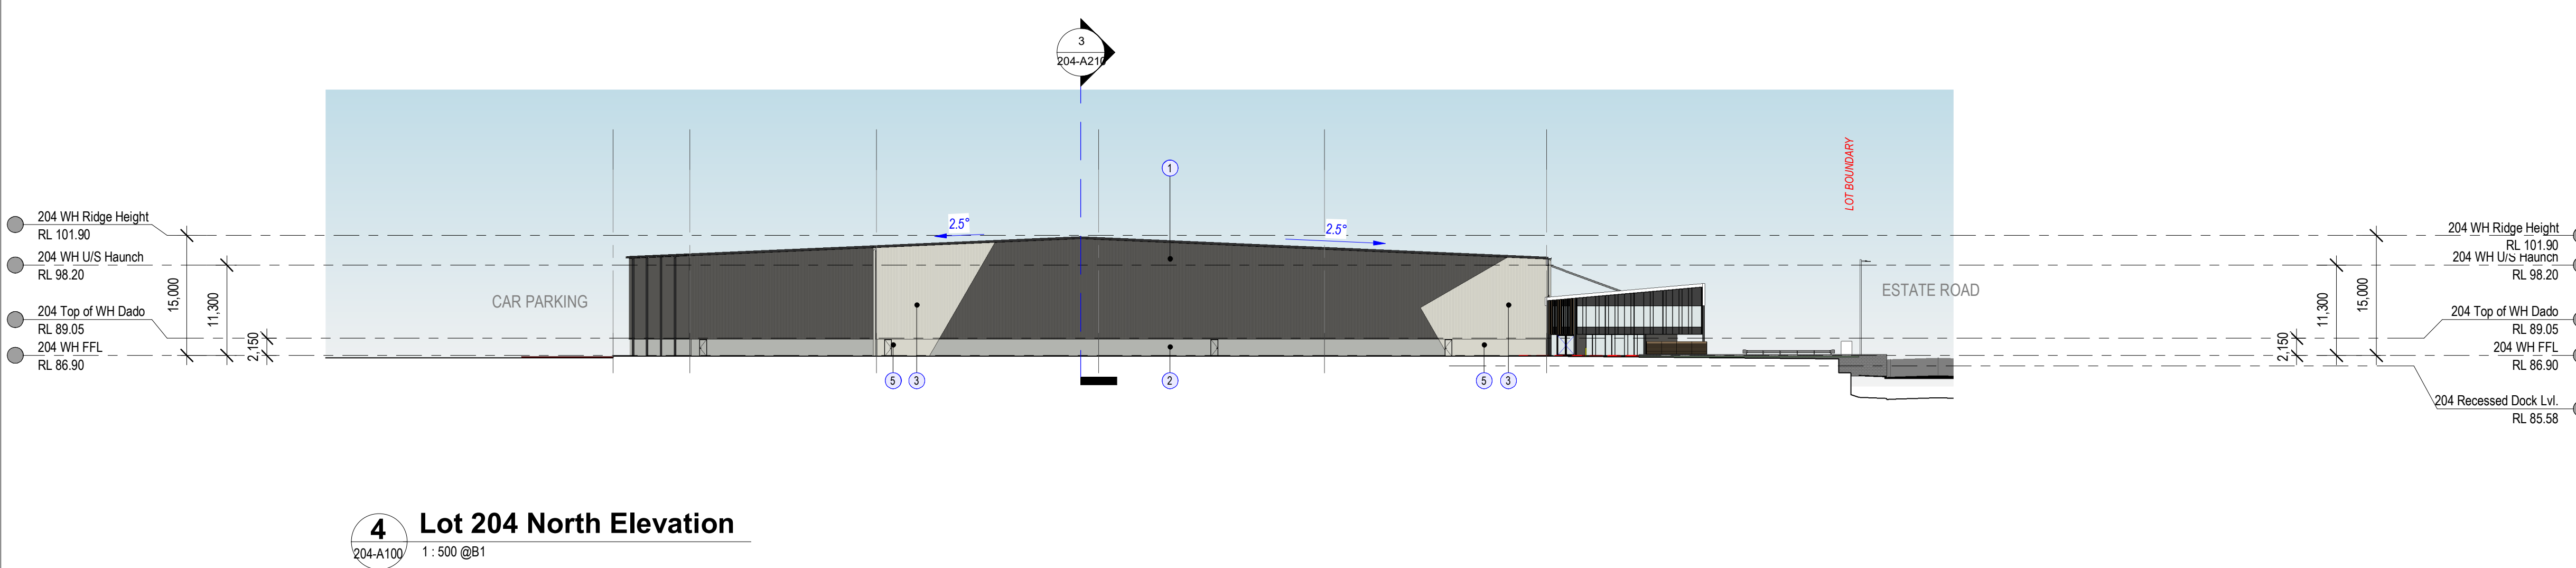 3
204-A210
1
LOT BOUNDARY
2.5°
2.5°
204 WH Ridge Height
RL 101.90
204 WH U/S Haunch
RL 98.20
204 Top of WH Dado
RL 89.05
204 WH FFL
RL 86.90
15,000
11,300
2,150
CAR PARKING
ESTATE ROAD
5
3
2
5
3
2,150
11,300
15,000
204 WH Ridge Height
RL 101.90
204 WH U/S Haunch
RL 98.20
204 Top of WH Dado
RL 89.05
204 WH FFL
RL 86.90
204 Recessed Dock Lvl.
RL 85.58
4
204-A100
Lot 204 North Elevation
1 : 500 @B1